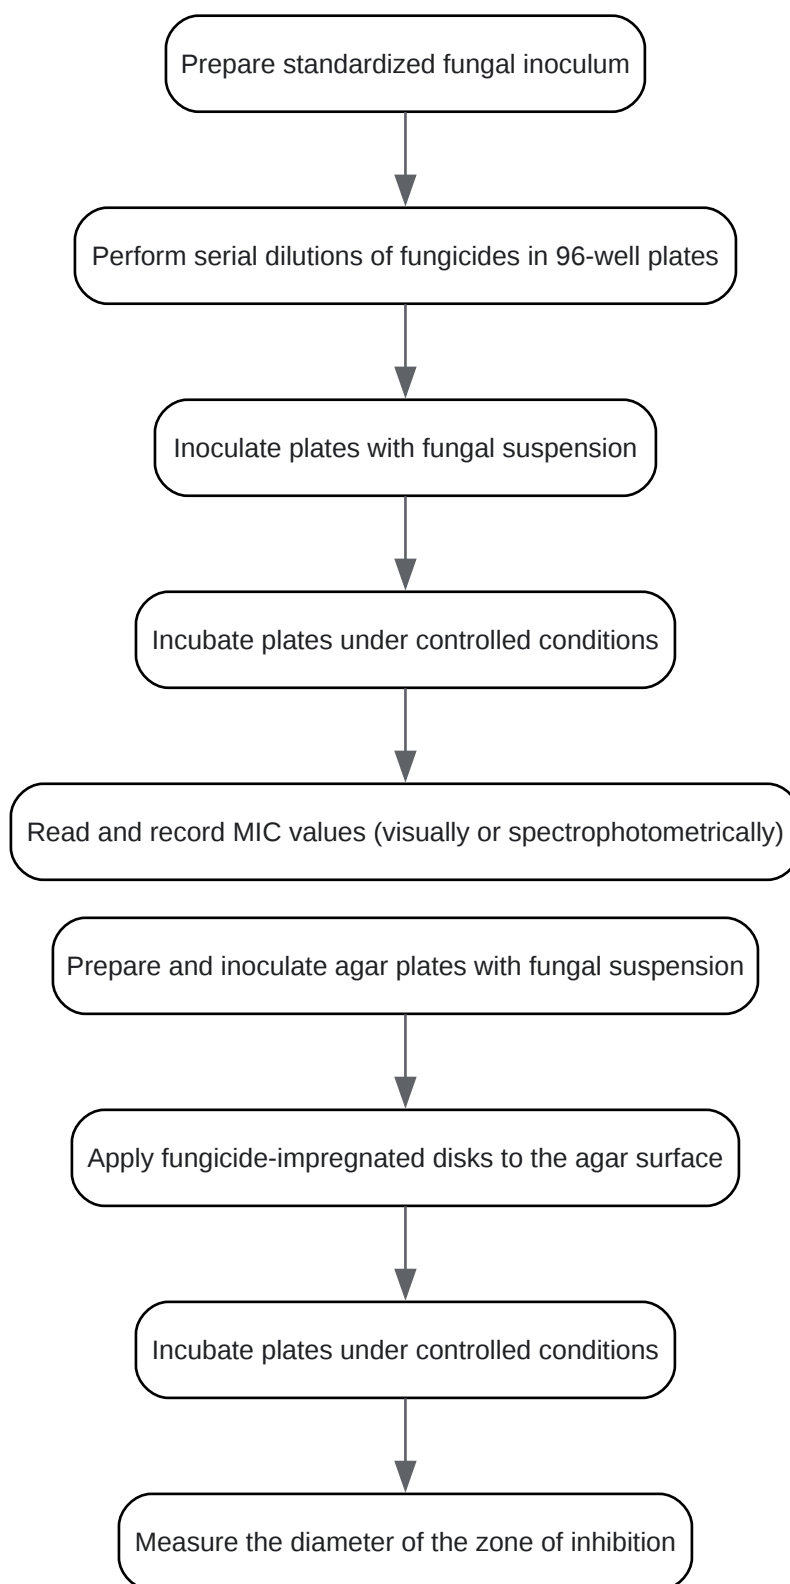 Prepare standardized fungal inoculum
Perform serial dilutions of fungicides in 96-well plates
Inoculate plates with fungal suspension
Incubate plates under controlled conditions
Read and record MIC values (visually or spectrophotometrically)
Prepare and inoculate agar plates with fungal suspension
Apply fungicide-impregnated disks to the agar surface
Incubate plates under controlled conditions
Measure the diameter of the zone of inhibition